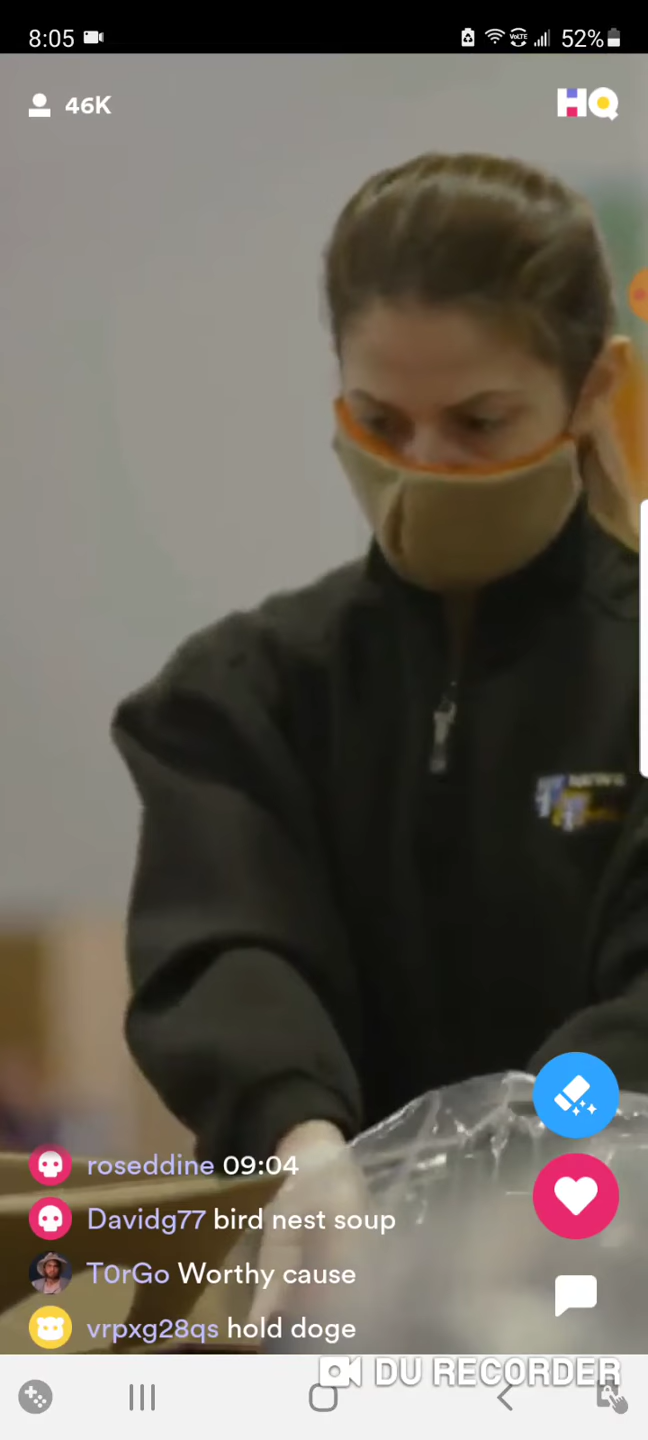 8:05
VoLTE
52%
46K
HQ
roseddine 09:04
Davidg77 bird nest soup
T0rGo Worthy cause
vrpxg28qs hold doge
DU RECORDER